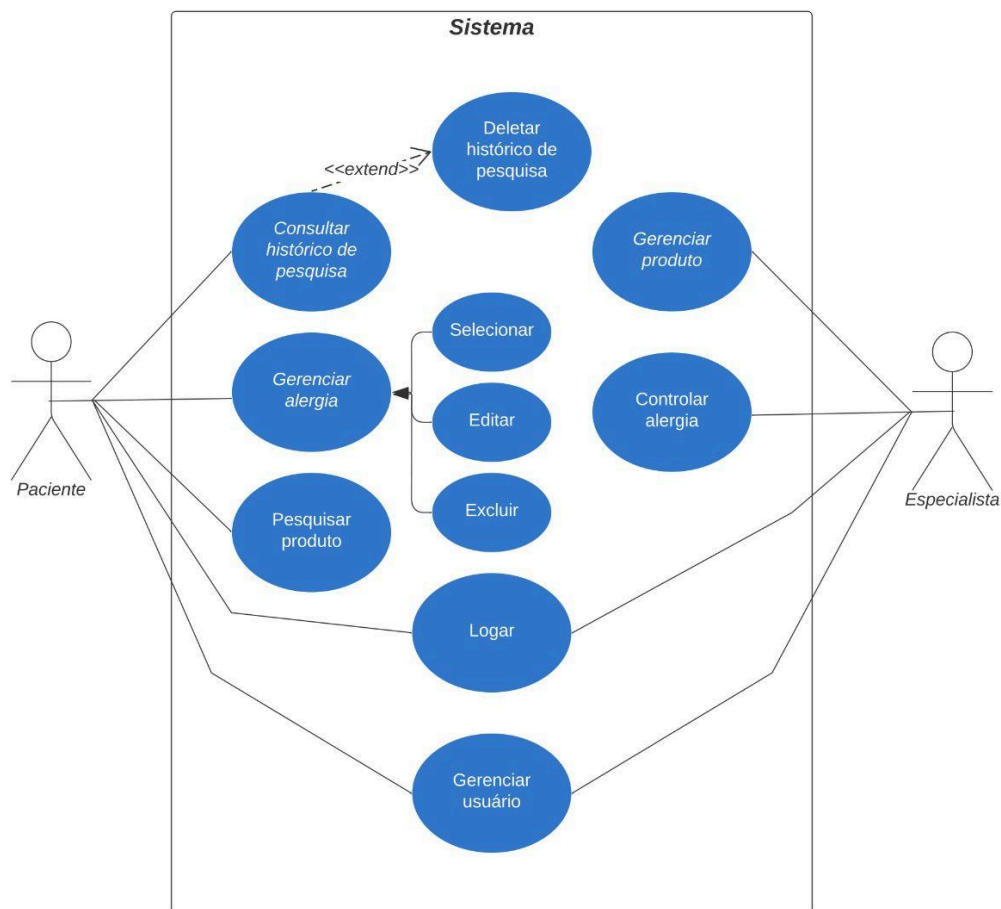 Sistema
Deletar
histórico de
pesquisa
<<extend>>
Consultar
histórico de
pesquisa
Gerenciar
produto
Selecionar
Gerenciar
alergia
Editar
Controlar
alergia
Paciente
Especialista
Excluir
Pesquisar
produto
Logar
Gerenciar
usuário